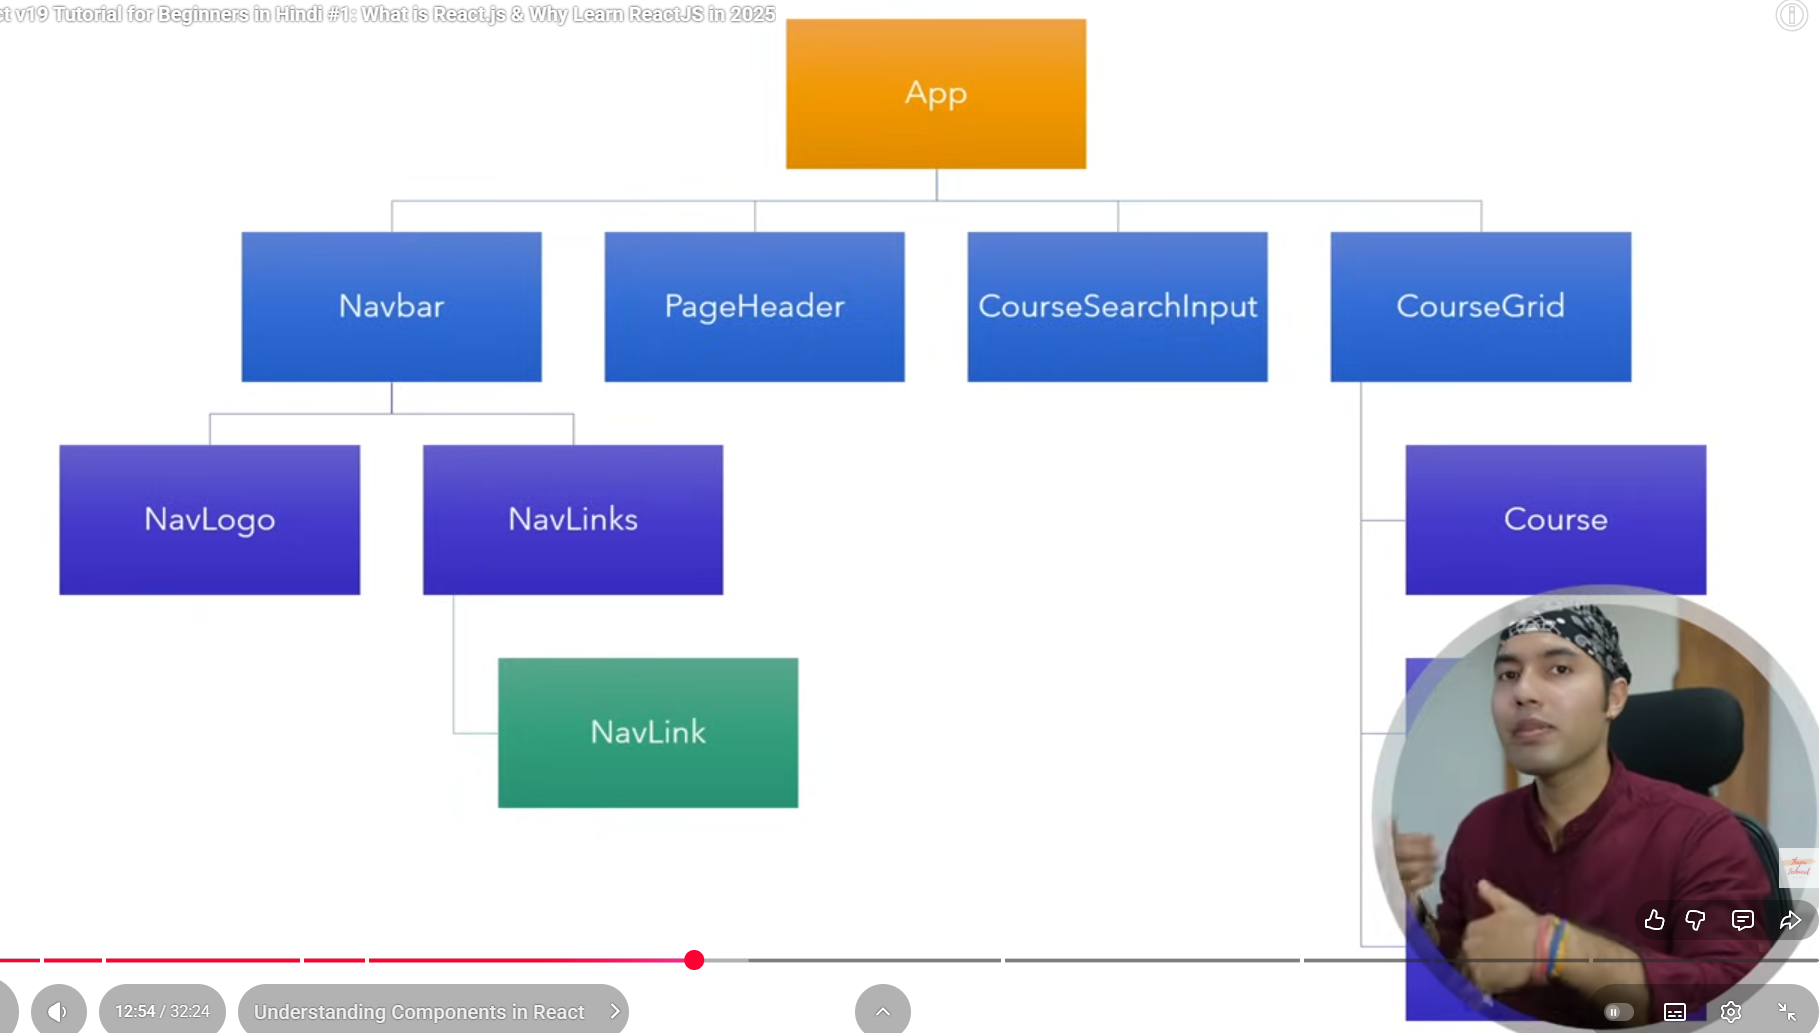 ct v19 Tutorial for Beginners in Hindi #1: What is React.js & Why Learn ReactJS in 2025
App
Navbar
PageHeader
CourseSearchInput
CourseGrid
NavLogo
NavLinks
Course
NavLink
12:54 / 32:24
Understanding Components in React